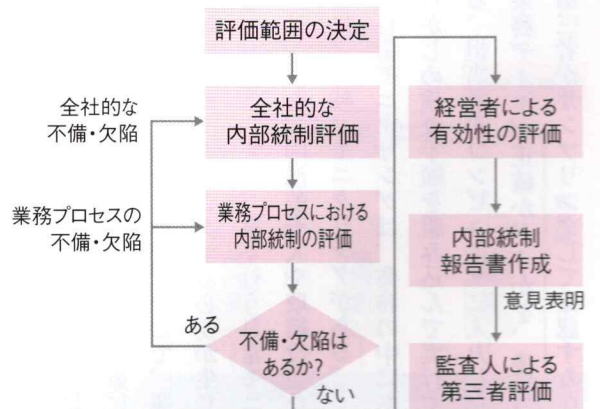 評価範囲の決定
全社的な
不備・欠陥
全社的な
内部統制評価
業務プロセスの
不備・欠陥
業務プロセスにおける
内部統制の評価
ある
不備・欠陥は
あるか?
ない
経営者による
有効性の評価
内部統制
報告書作成
意見表明
監査人による
第三者評価